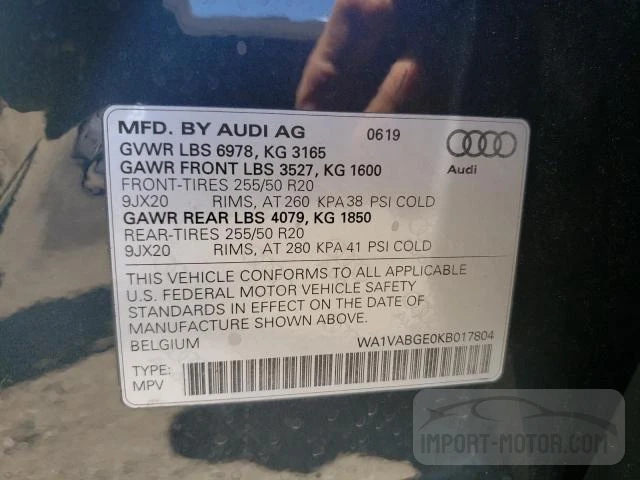 MFD. BY AUDI AG 0619
GVWR LBS 6978, KG 3165
GAWR FRONT LBS 3527, KG 1600
FRONT-TIRES 255/50 R20
9JX20 RIMS, AT 260 KPA 38 PSI COLD
GAWR REAR LBS 4079, KG 1850
REAR-TIRES 255/50 R20
9JX20 RIMS, AT 280 KPA 41 PSI COLD
Audi
THIS VEHICLE CONFORMS TO ALL APPLICABLE
U.S. FEDERAL MOTOR VEHICLE SAFETY
STANDARDS IN EFFECT ON THE DATE OF
MANUFACTURE SHOWN ABOVE.
BELGIUM WA1VABGE0KB017804
TYPE:
MPV
IMPORT-MOTOR.COM